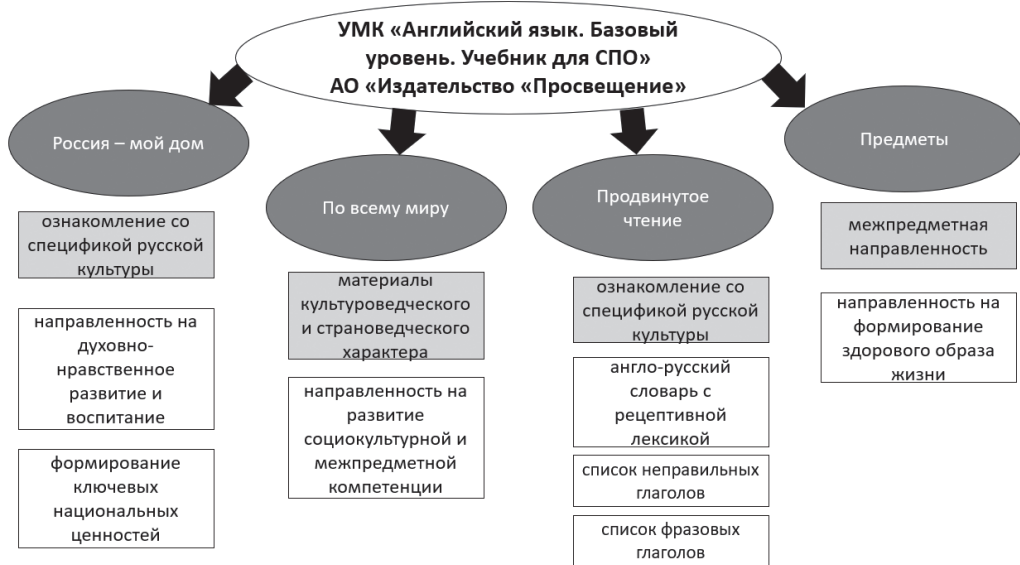 УМК «Английский язык. Базовый
уровень. Учебник для СПО»
АО «Издательство «Просвещение»
Россия – мой дом
ознакомление со
спецификой русской
культуры
направленность на
духовно-
нравственное
развитие и
воспитание
формирование
ключевых
национальных
ценностей
По всему миру
материалы
культуроведческого
и страноведческого
характера
направленность на
развитие
социокультурной и
межпредметной
компетенции
Продвинутое
чтение
ознакомление со
спецификой русской
культуры
англо-русский
словарь с
рецептивной
лексикой
список неправильных
глаголов
список фразовых
глаголов
Предметы
межпредметная
направленность
направленность на
формирование
здорового образа
жизни